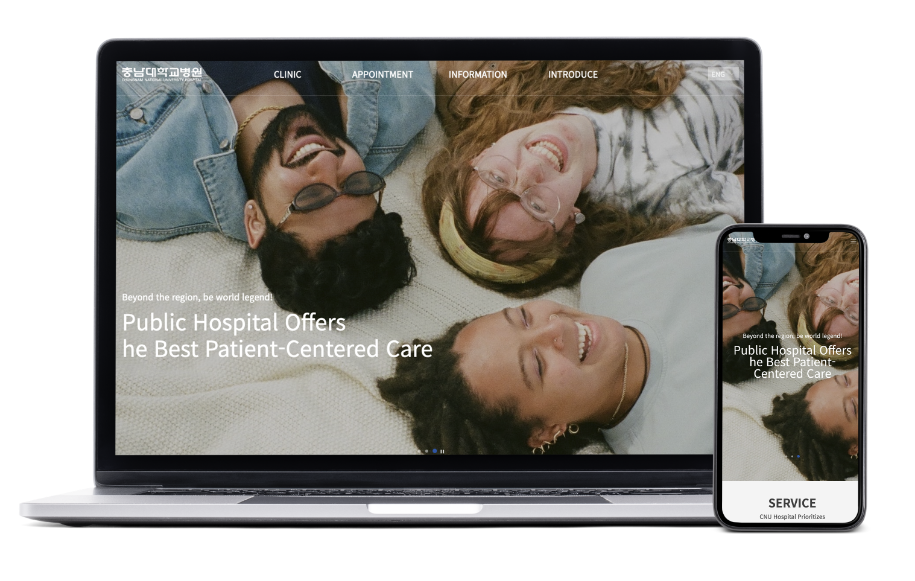 충남대학교병원
CHUNGNAM NATIONAL UNIVERSITY HOSPITAL
CLINIC
APPOINTMENT
INFORMATION
INTRODUCE
ENG
Beyond the region, be world legend!
Public Hospital Offers
he Best Patient-Centered Care
충남대학교병원
Beyond the region, be world legend!
Public Hospital Offers
he Best Patient-
Centered Care
SERVICE
CNU Hospital Prioritizes